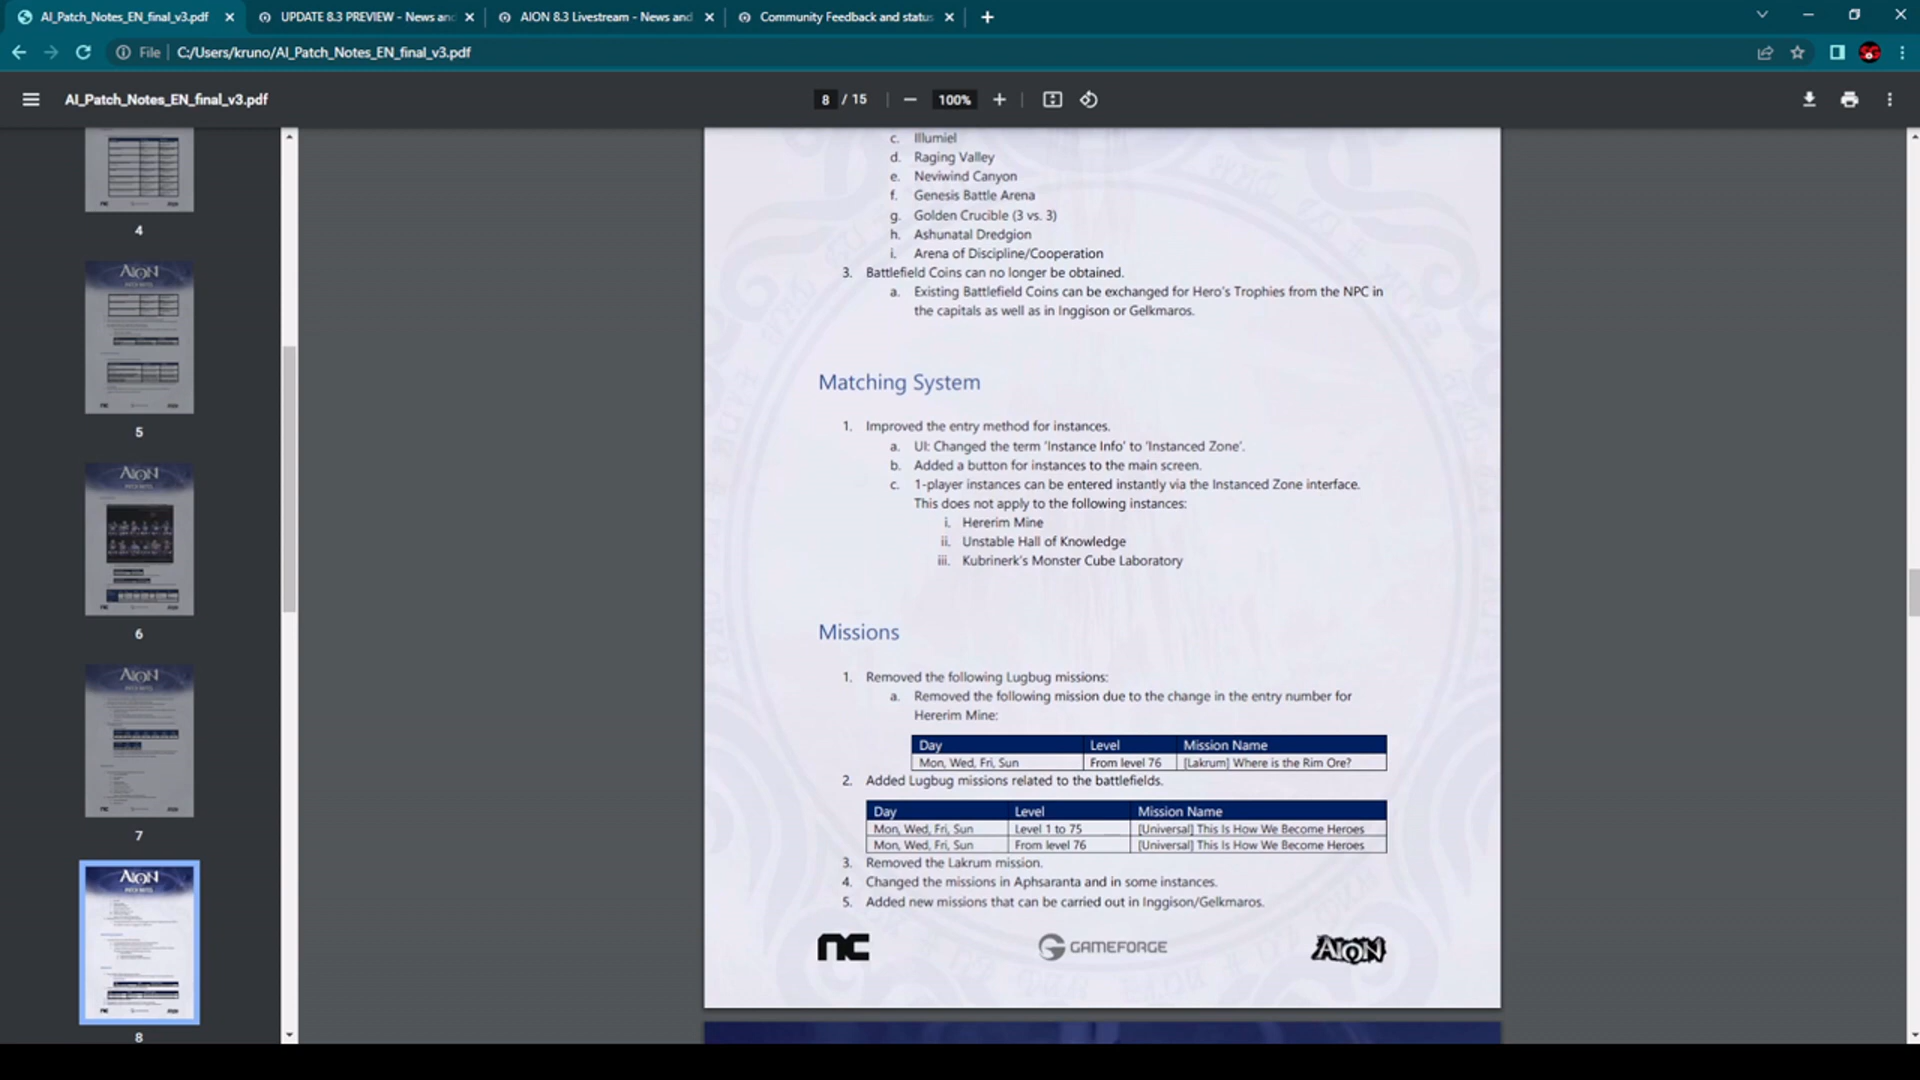 AI_Patch_Notes_EN_final_v3.pdf
UPDATE 8.3 PREVIEW - News and
AION 8.3 Livestream - News and
Community Feedback and status
File
C:/Users/kruno/AI_Patch_Notes_EN_final_v3.pdf
AI_Patch_Notes_EN_final_v3.pdf
8 / 15
100%
4
AION
PATCH NOTES
5
AION
PATCH NOTES
6
AION
PATCH NOTES
7
AION
PATCH NOTES
8
c. Illumiel
d. Raging Valley
e. Neviwind Canyon
f. Genesis Battle Arena
g. Golden Crucible (3 vs. 3)
h. Ashunatal Dredgion
i. Arena of Discipline/Cooperation
3. Battlefield Coins can no longer be obtained.
a. Existing Battlefield Coins can be exchanged for Hero's Trophies from the NPC in
the capitals as well as in Inggison or Gelkmaros.
Matching System
1. Improved the entry method for instances.
a. UI: Changed the term 'Instance Info' to 'Instanced Zone'.
b. Added a button for instances to the main screen.
c. 1-player instances can be entered instantly via the Instanced Zone interface.
This does not apply to the following instances:
i. Hererim Mine
ii. Unstable Hall of Knowledge
iii. Kubrinerk's Monster Cube Laboratory
Missions
1. Removed the following Lugbug missions:
a. Removed the following mission due to the change in the entry number for
Hererim Mine:
Day Level Mission Name
Mon, Wed, Fri, Sun From level 76 [Lakrum] Where is the Rim Ore?
2. Added Lugbug missions related to the battlefields.
Day Level Mission Name
Mon, Wed, Fri, Sun Level 1 to 75 [Universal] This Is How We Become Heroes
Mon, Wed, Fri, Sun From level 76 [Universal] This Is How We Become Heroes
3. Removed the Lakrum mission.
4. Changed the missions in Aphsaranta and in some instances.
5. Added new missions that can be carried out in Inggison/Gelkmaros.
NC
GAMEFORGE
AION